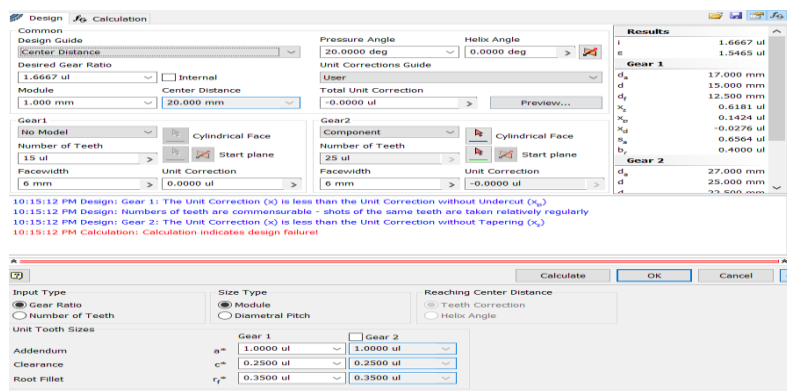 Design Calculation
Common
Design Guide
Center Distance
Pressure Angle Helix Angle
20.0000 deg 0.0000 deg >
Desired Gear Ratio
Unit Corrections Guide
1.6667 ul Internal
User
Module Center Distance
Total Unit Correction
1.000 mm 20.000 mm
-0.0000 ul > Preview...
Results
i 1.6667 ul
ε 1.5465 ul
Gear 1
da 17.000 mm
d 15.000 mm
df 12.500 mm
xz 0.6181 ul
xp 0.1424 ul
xd -0.0276 ul
sa 0.6564 ul
br 0.4000 ul
Gear 2
da 27.000 mm
d 25.000 mm
d 22.500 mm
Gear1
No Model Cylindrical Face
Number of Teeth
15 ul > Start plane
Facewidth Unit Correction
6 mm > 0.0000 ul >
Gear2
Component Cylindrical Face
Number of Teeth
25 ul > Start plane
Facewidth Unit Correction
6 mm > -0.0000 ul >
10:15:12 PM Design: Gear 1: The Unit Correction (x) is less than the Unit Correction without Undercut (xp)
10:15:12 PM Design: Numbers of teeth are commensurable - shots of the same teeth are taken relatively regularly
10:15:12 PM Design: Gear 2: The Unit Correction (x) is less than the Unit Correction without Tapering (xz)
10:15:12 PM Calculation: Calculation indicates design failure!
Calculate OK Cancel
Input Type
Gear Ratio
Number of Teeth
Size Type
Module
Diametral Pitch
Reaching Center Distance
Teeth Correction
Helix Angle
Unit Tooth Sizes
Gear 1 Gear 2
Addendum a* 1.0000 ul 1.0000 ul
Clearance c* 0.2500 ul 0.2500 ul
Root Fillet rf* 0.3500 ul 0.3500 ul